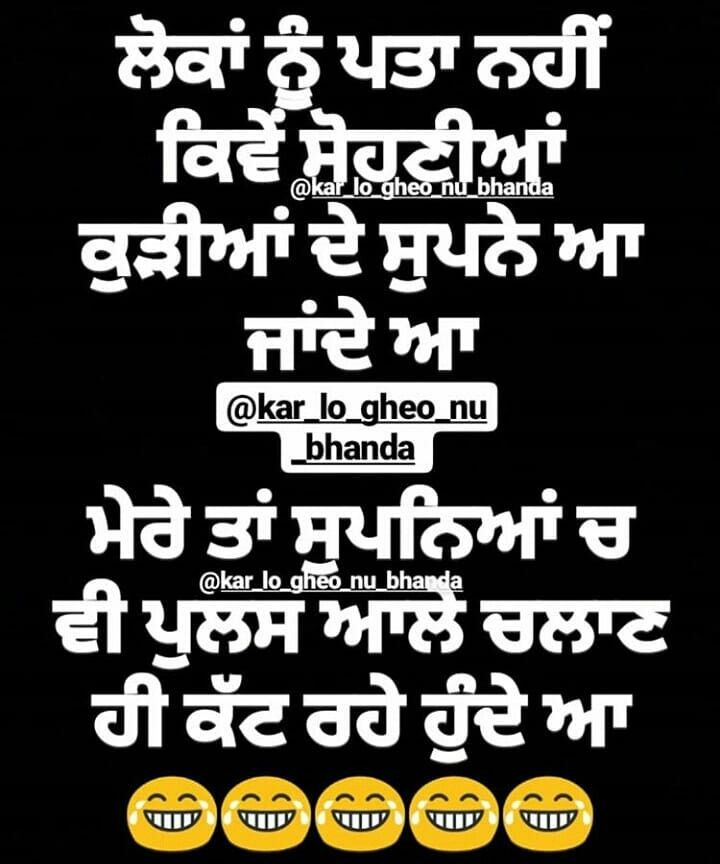 ਲੋਕਾਂ ਨੂੰ ਪਤਾ ਨਹੀਂ
ਕਿਵੇਂ ਸੋਹਣੀਆਂ
@kar_lo_gheo_nu_bhanda
ਕੁੜੀਆਂ ਦੇ ਸੁਪਨੇ ਆ
ਜਾਂਦੇ ਆ
@kar_lo_gheo_nu
_bhanda
ਮੇਰੇ ਤਾਂ ਸੁਪਨਿਆਂ ਚ
@kar_lo_gheo_nu_bhanda
ਵੀ ਪੁਲਸ ਆਲੇ ਚਲਾਣ
ਹੀ ਕੱਟ ਰਹੇ ਹੁੰਦੇ ਆ
😂😂😂😂😂